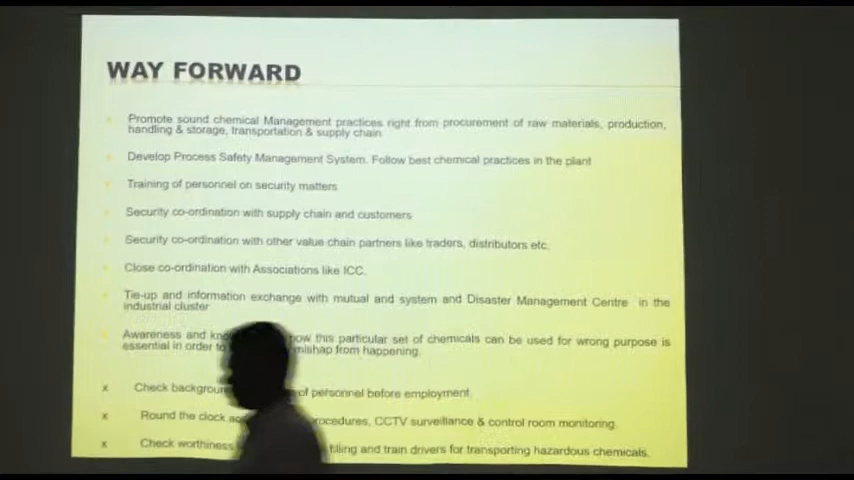 WAY FORWARD
Promote sound chemical Management practices right from procurement of raw materials, production,
handling & storage, transportation & supply chain
Develop Process Safety Management System. Follow best chemical practices in the plant
Training of personnel on security matters
Security co-ordination with supply chain and customers
Security co-ordination with other value chain partners like traders, distributors etc.
Close co-ordination with Associations like ICC.
Tie-up and information exchange with mutual and system and Disaster Management Centre in the
industrial cluster
Awareness and this particular set of chemicals can be used for wrong purpose is
essential in order to mishap from happening.
x Check of personnel before employment
x Round the clock procedures, CCTV surveillance & control room monitoring.
x Check worthiness filling and train drivers for transporting hazardous chemicals.